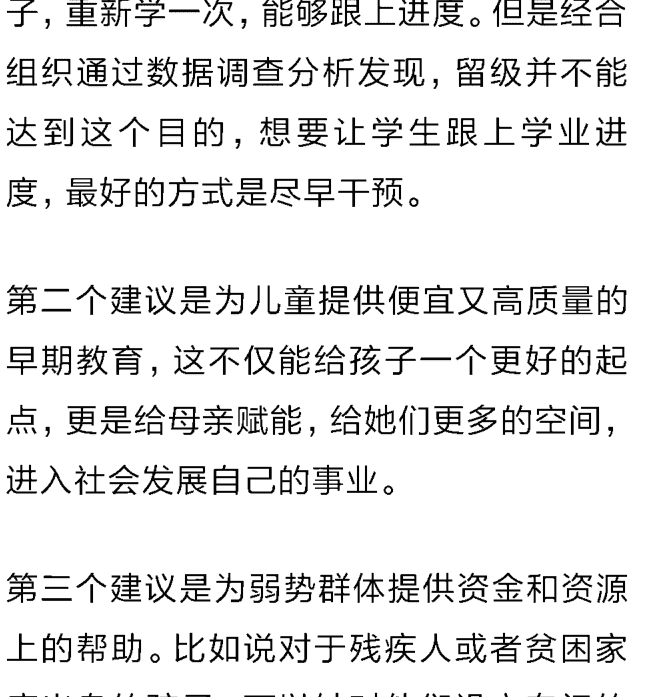 子，重新学一次，能够跟上进度。但是经合
组织通过数据调查分析发现，留级并不能
达到这个目的，想要让学生跟上学业进
度，最好的方式是尽早干预。
第二个建议是为儿童提供便宜又高质量的
早期教育，这不仅能给孩子一个更好的起
点，更是给母亲赋能，给她们更多的空间，
进入社会发展自己的事业。
第三个建议是为弱势群体提供资金和资源
上的帮助。比如说对于残疾人或者贫困家